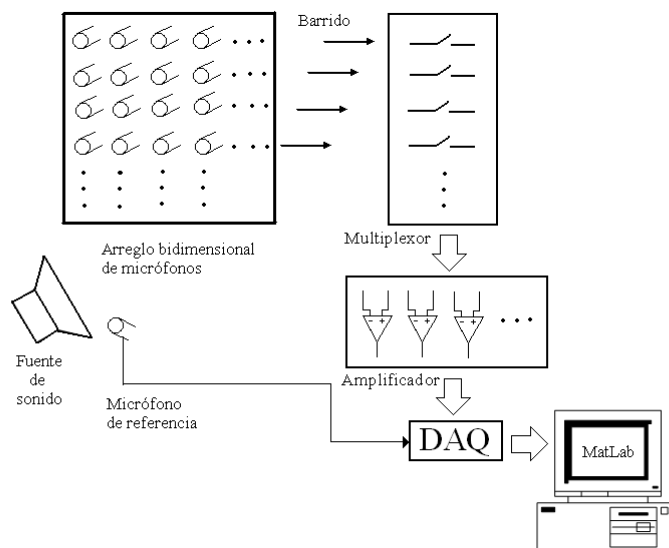 Barrido
Arreglo bidimensional
de micrófonos
Multiplexor
Fuente
de
sonido
Micrófono
de referencia
Amplificador
DAQ
MatLab